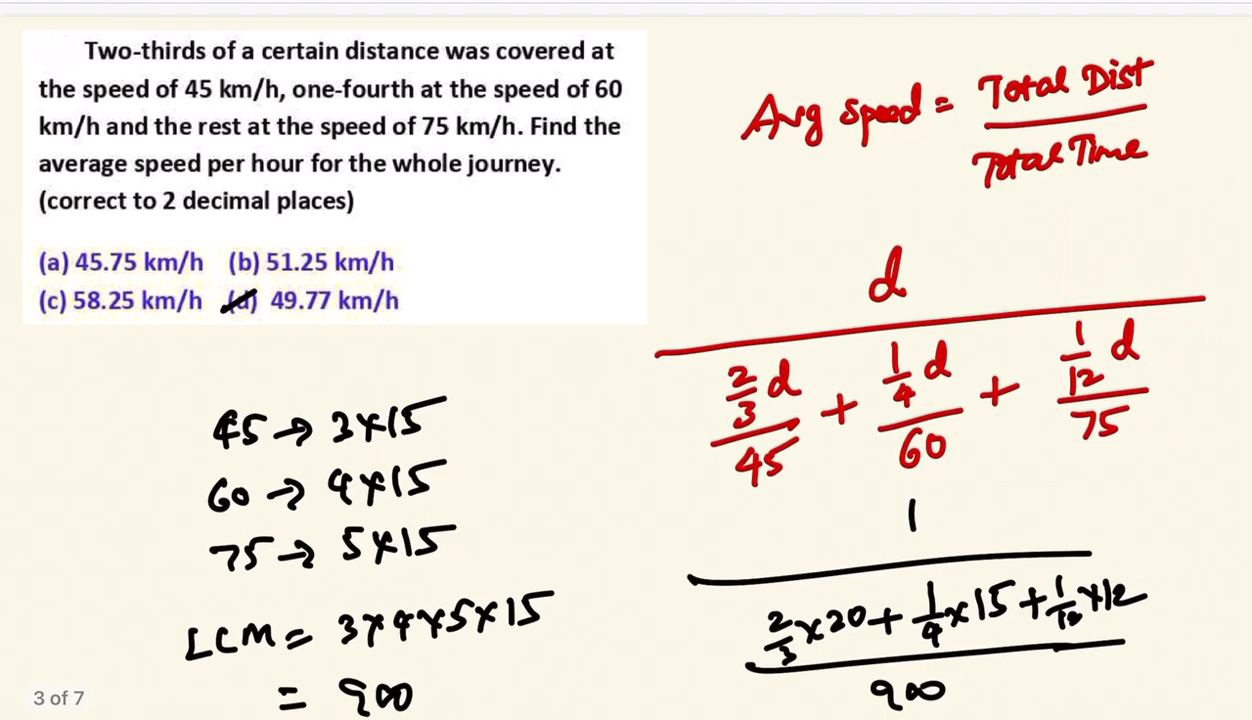 Two-thirds of a certain distance was covered at
the speed of 45 km/h, one-fourth at the speed of 60
km/h and the rest at the speed of 75 km/h. Find the
average speed per hour for the whole journey.
(correct to 2 decimal places)
(a) 45.75 km/h (b) 51.25 km/h
(c) 58.25 km/h (d) 49.77 km/h
45 → 3×15
60 → 4×15
75 → 5×15
LCM = 3×4×5×15
= 900
Avg Speed = Total Dist
Total Time
d
2/3 d + 1/4 d + 1/12 d
45 60 75
1
2/3 ×20 + 1/4 ×15 + 1/12 ×12
900
3 of 7